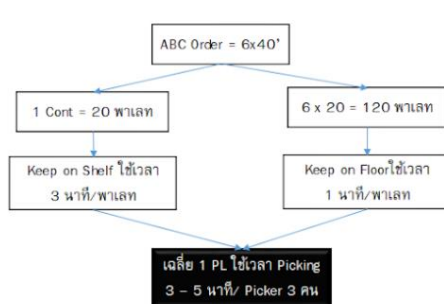 ABC Order = 6x40’
1 Cont = 20 พาเลท
6 x 20 = 120 พาเลท
Keep on Shelf ใช้เวลา
3 นาที/พาเลท
Keep on Floorใช้เวลา
1 นาที/พาเลท
เฉลี่ย 1 PL ใช้เวลา Picking
3 – 5 นาที/ Picker 3 คน